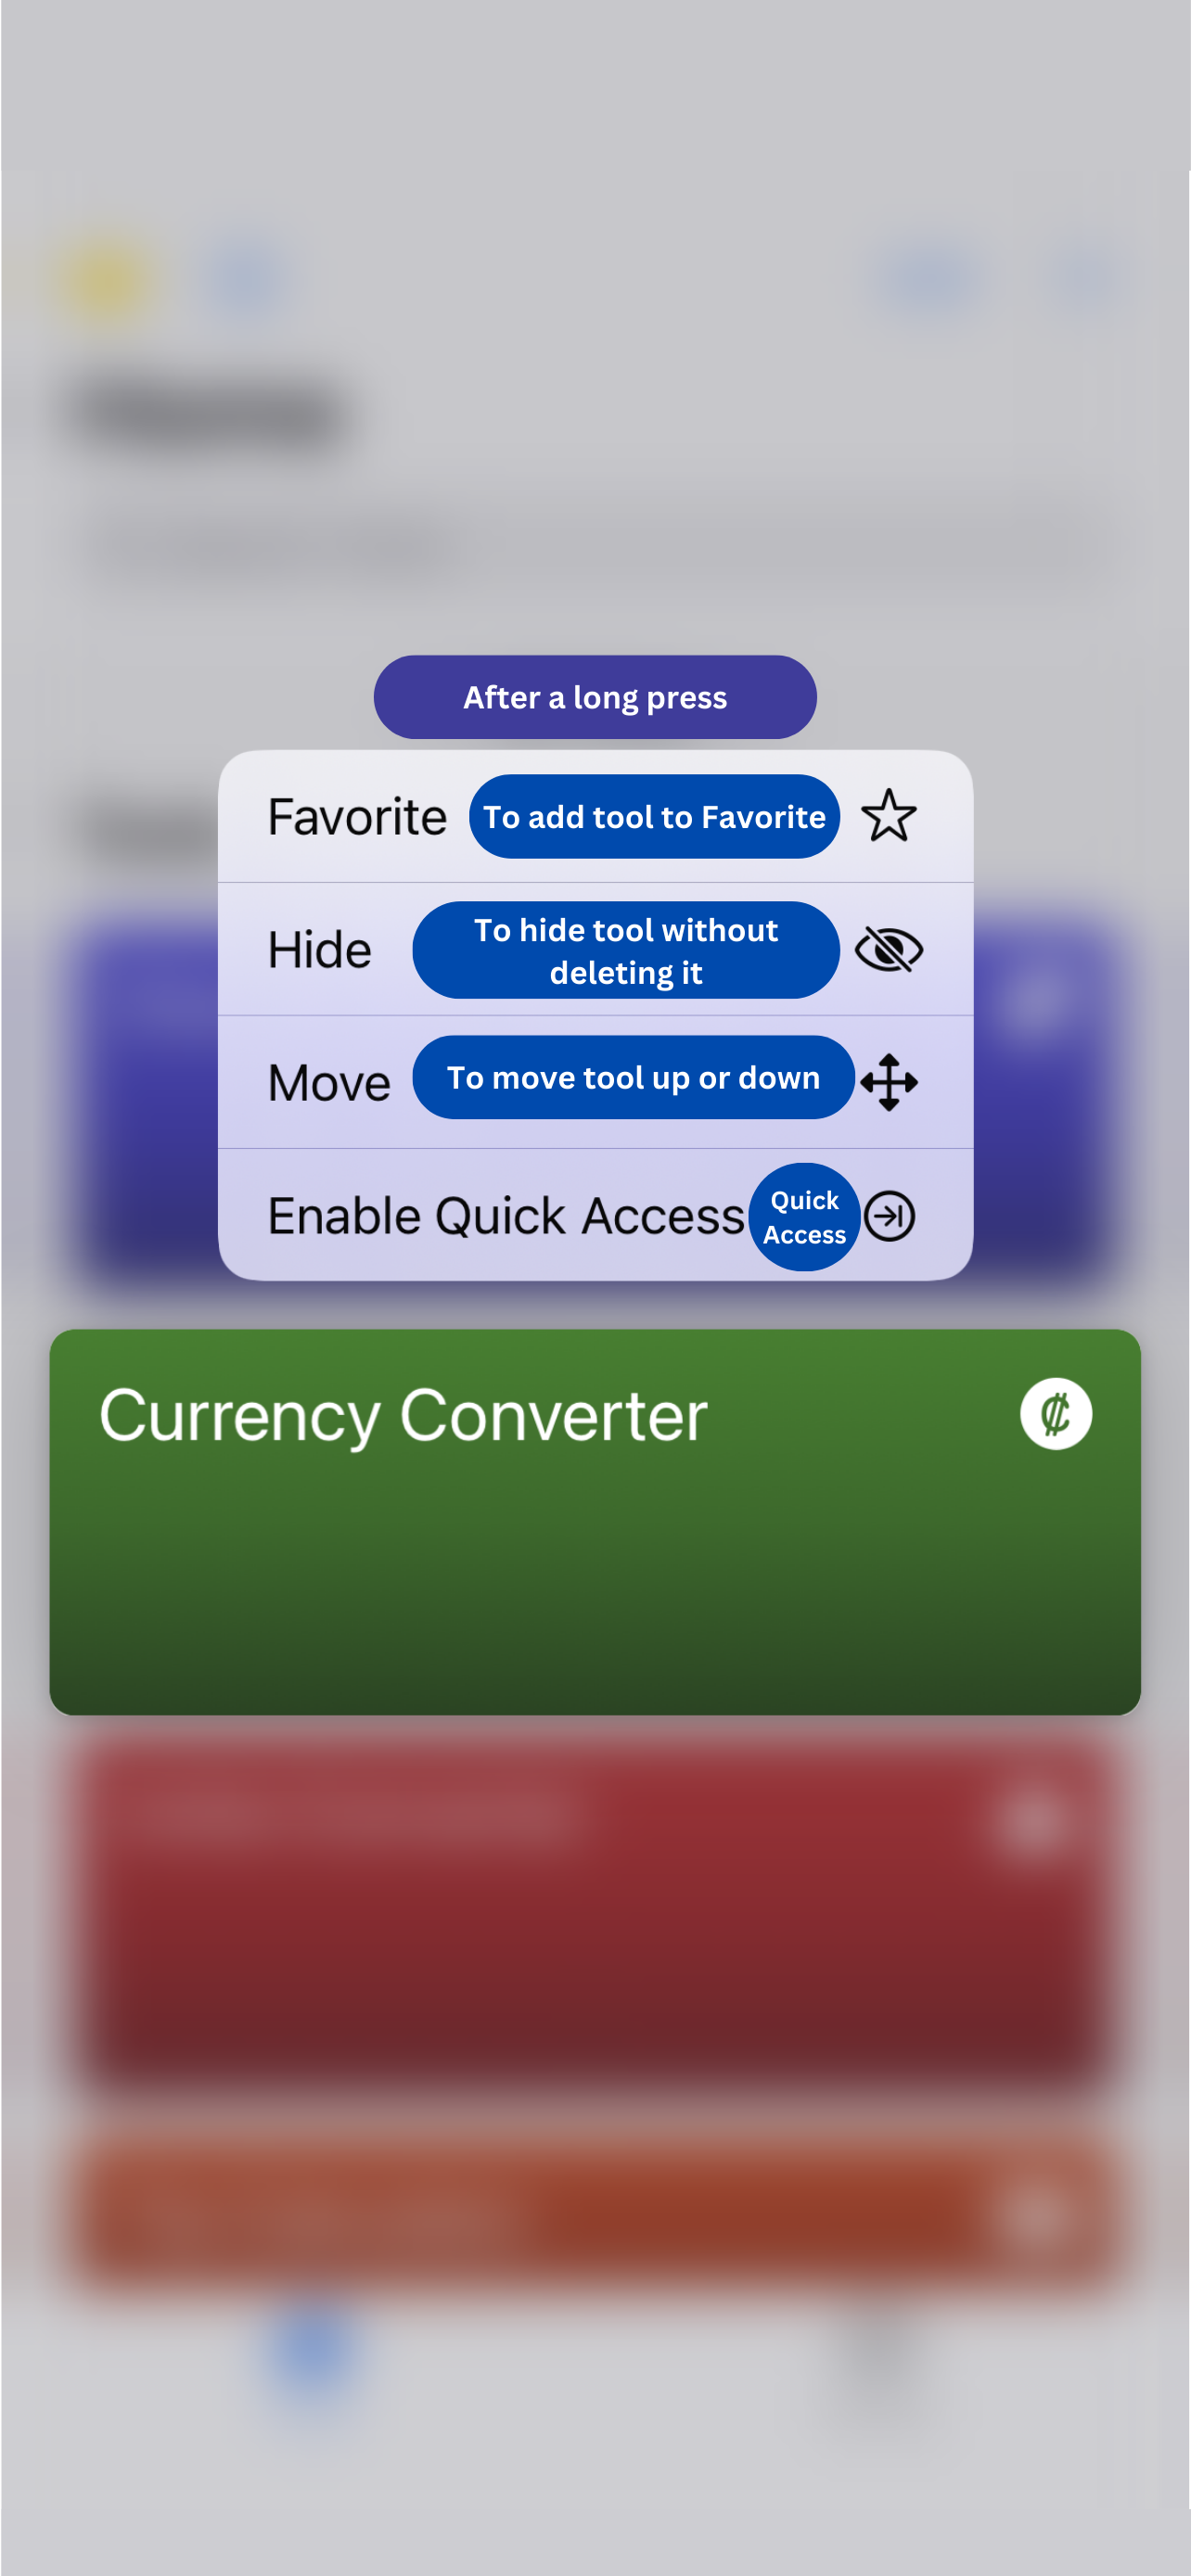 After a long press
Favorite To add tool to Favorite
Hide To hide tool without
deleting it
Move To move tool up or down
Enable Quick Access Quick
Access
Currency Converter ₡